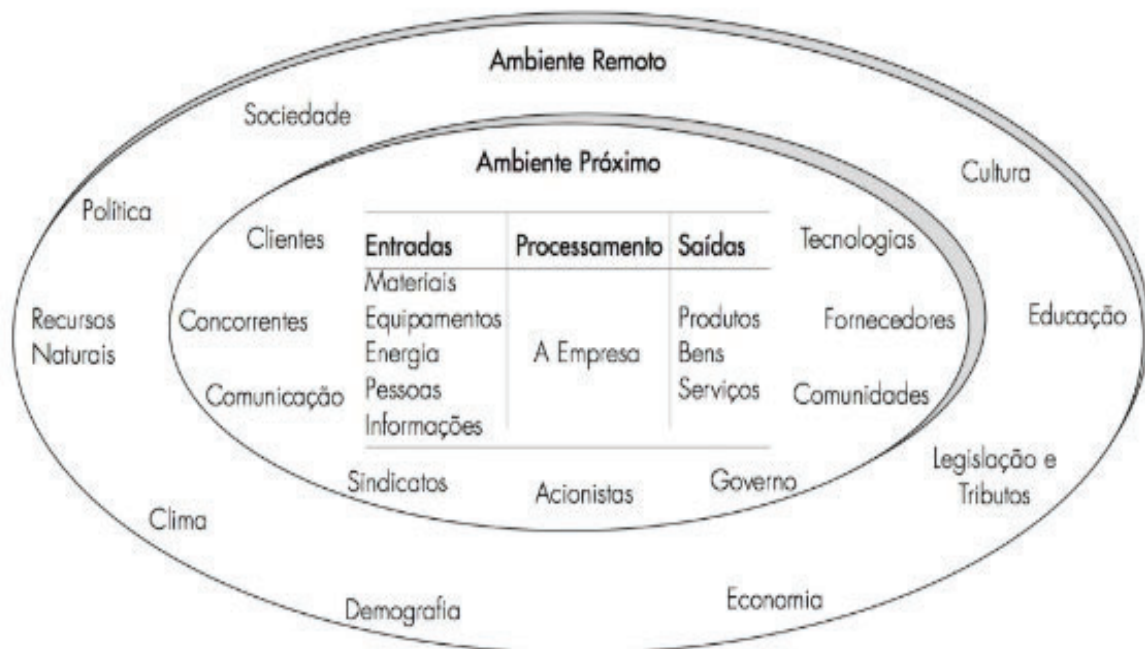 Ambiente Remoto
Sociedade
Ambiente Próximo
Cultura
Política
Clientes
Entradas Processamento Saídas
Tecnologias
Materiais
Recursos
Naturais
Concorrentes
Equipamentos
Energia
Pessoas
Informações
A Empresa
Produtos
Bens
Serviços
Fornecedores
Educação
Comunicação
Comunidades
Sindicatos
Acionistas
Governo
Legislação e
Tributos
Clima
Demografia
Economia